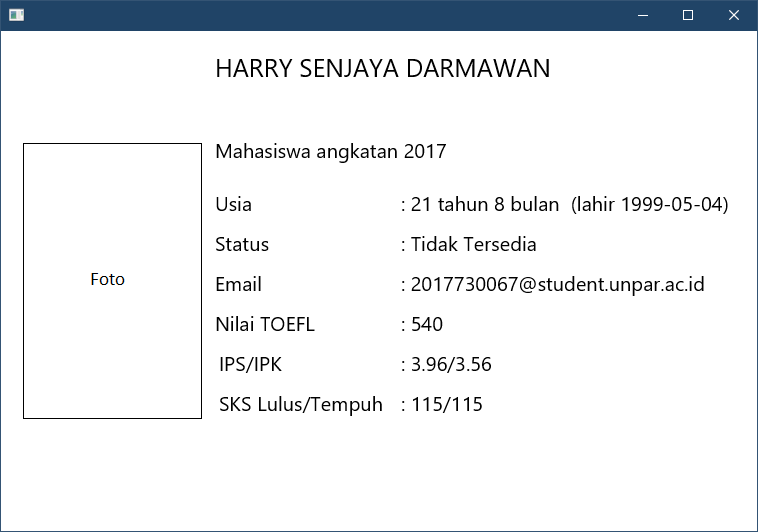 HARRY SENJAYA DARMAWAN
Mahasiswa angkatan 2017
Usia : 21 tahun 8 bulan (lahir 1999-05-04)
Status : Tidak Tersedia
Foto
Email : 2017730067@student.unpar.ac.id
Nilai TOEFL : 540
IPS/IPK : 3.96/3.56
SKS Lulus/Tempuh : 115/115